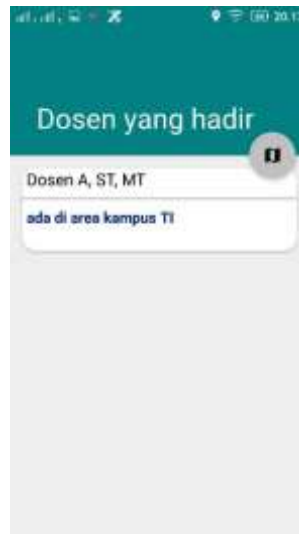 Dosen yang hadir
Dosen A, ST, MT
ada di area kampus TI